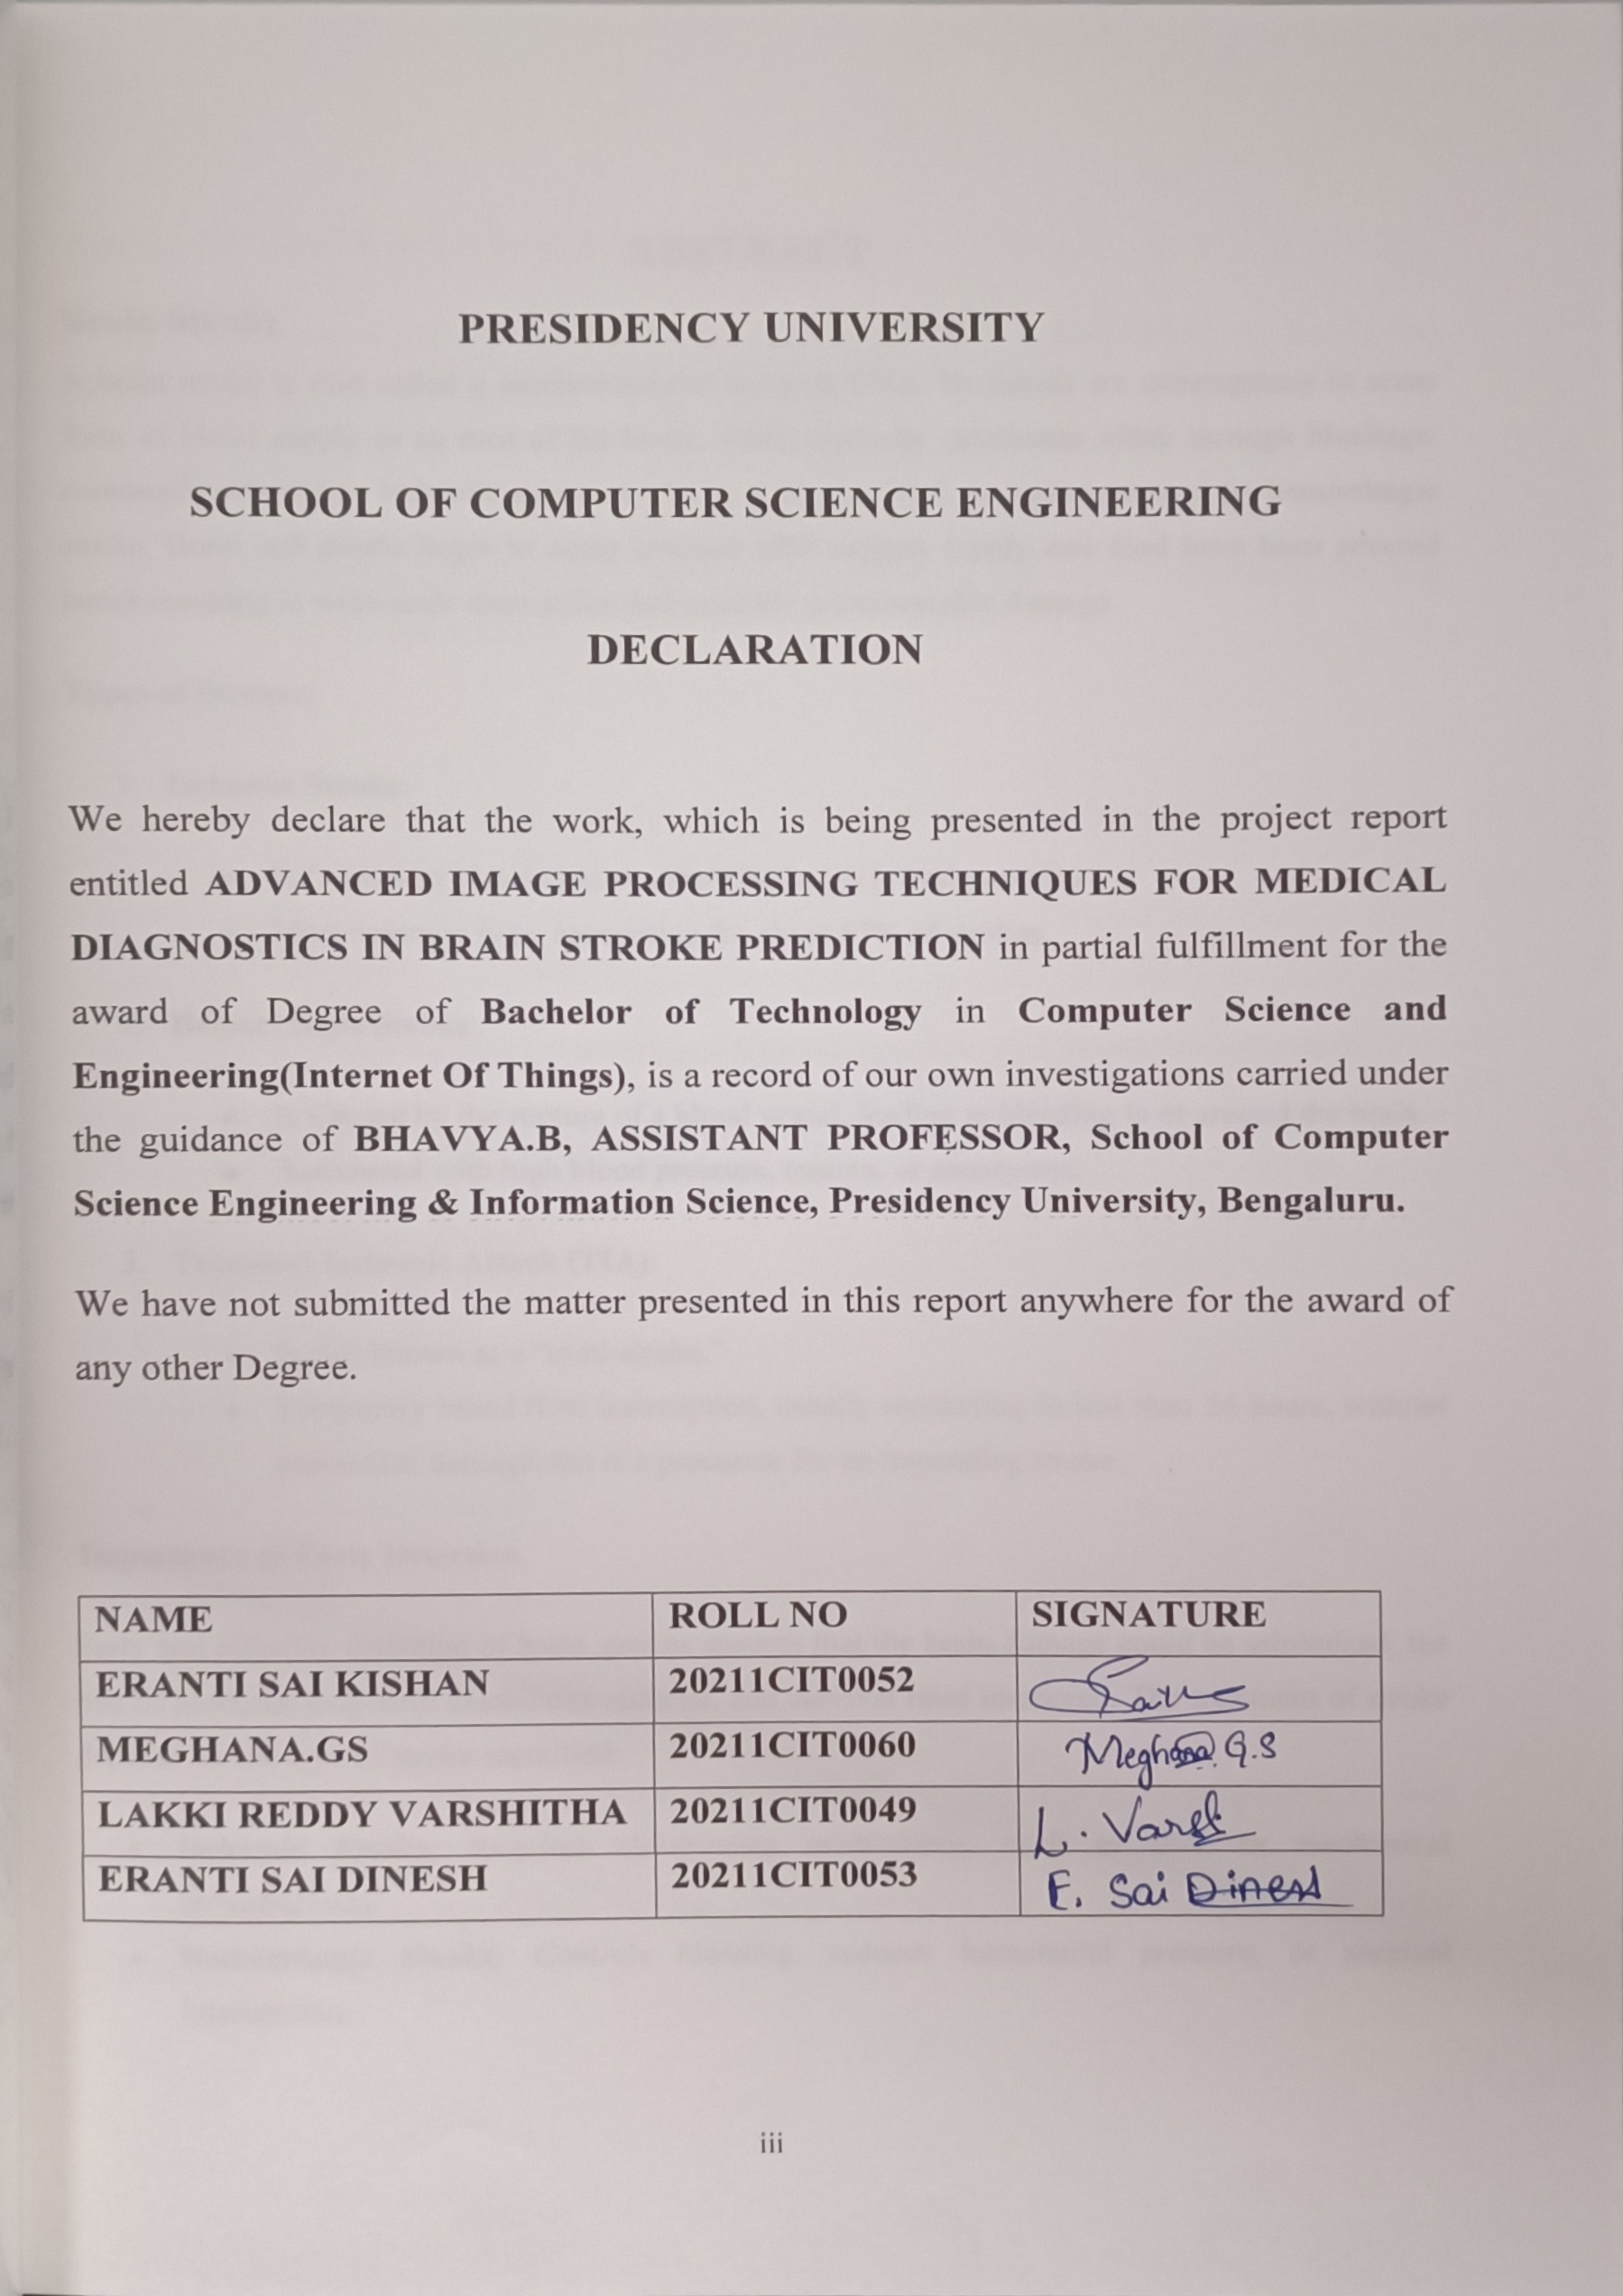 PRESIDENCY UNIVERSITY
SCHOOL OF COMPUTER SCIENCE ENGINEERING
DECLARATION
We hereby declare that the work, which is being presented in the project report
entitled ADVANCED IMAGE PROCESSING TECHNIQUES FOR MEDICAL
DIAGNOSTICS IN BRAIN STROKE PREDICTION in partial fulfillment for the
award of Degree of Bachelor of Technology in Computer Science and
Engineering(Internet Of Things), is a record of our own investigations carried under
the guidance of BHAVYA.B, ASSISTANT PROFESSOR, School of Computer
Science Engineering & Information Science, Presidency University, Bengaluru.
We have not submitted the matter presented in this report anywhere for the award of
any other Degree.
NAME ROLL NO SIGNATURE
ERANTI SAI KISHAN 20211CIT0052
MEGHANA.GS 20211CIT0060 Meghana G.S
LAKKI REDDY VARSHITHA 20211CIT0049 L. Varsh
ERANTI SAI DINESH 20211CIT0053 E. Sai Dinesh
iii